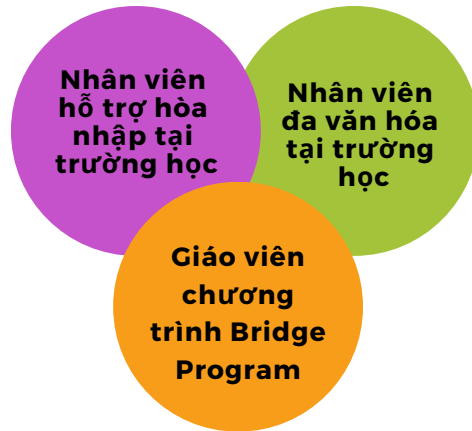 Nhân viên
hỗ trợ hòa
nhập tại
trường học
Nhân viên
đa văn hóa
tại trường
học
Giáo viên
chương
trình Bridge
Program